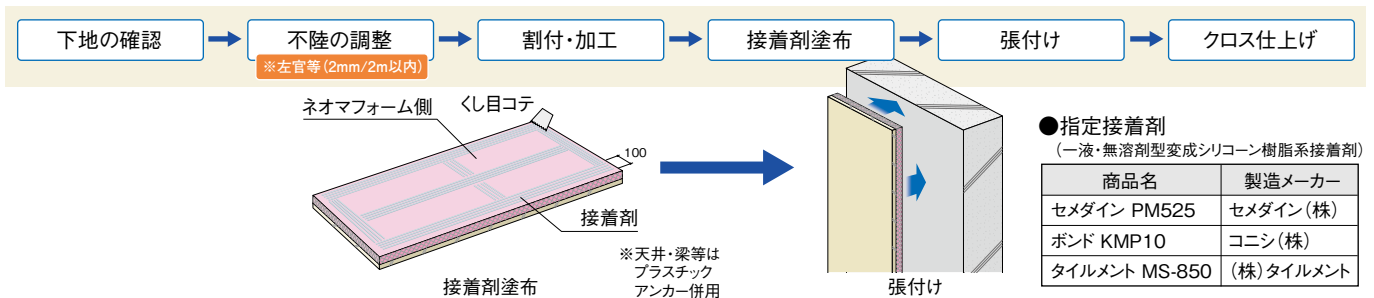 下地の確認
不陸の調整
割付・加工
接着剤塗布
張付け
クロス仕上げ
※左官等(2mm/2m以内)
ネオマフォーム側
くし目コテ
100
接着剤
※天井・梁等は
プラスチック
アンカー併用
接着剤塗布
張付け
●指定接着剤
(一液・無溶剤型変成シリコーン樹脂系接着剤)
商品名 製造メーカー
セメダイン PM525 セメダイン(株)
ボンド KMP10 コニシ(株)
タイルメント MS-850 (株)タイルメント